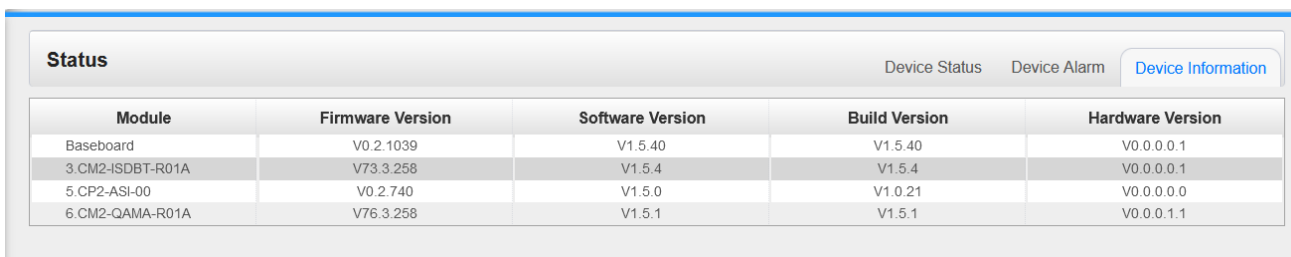 Status
Device Status Device Alarm Device Information
Module Firmware Version Software Version Build Version Hardware Version
Baseboard V0.2.1039 V1.5.40 V1.5.40 V0.0.0.0.1
3.CM2-ISDBT-R01A V73.3.258 V1.5.4 V1.5.4 V0.0.0.0.1
5.CP2-ASI-00 V0.2.740 V1.5.0 V1.0.21 V0.0.0.0.0
6.CM2-QAMA-R01A V76.3.258 V1.5.1 V1.5.1 V0.0.0.1.1